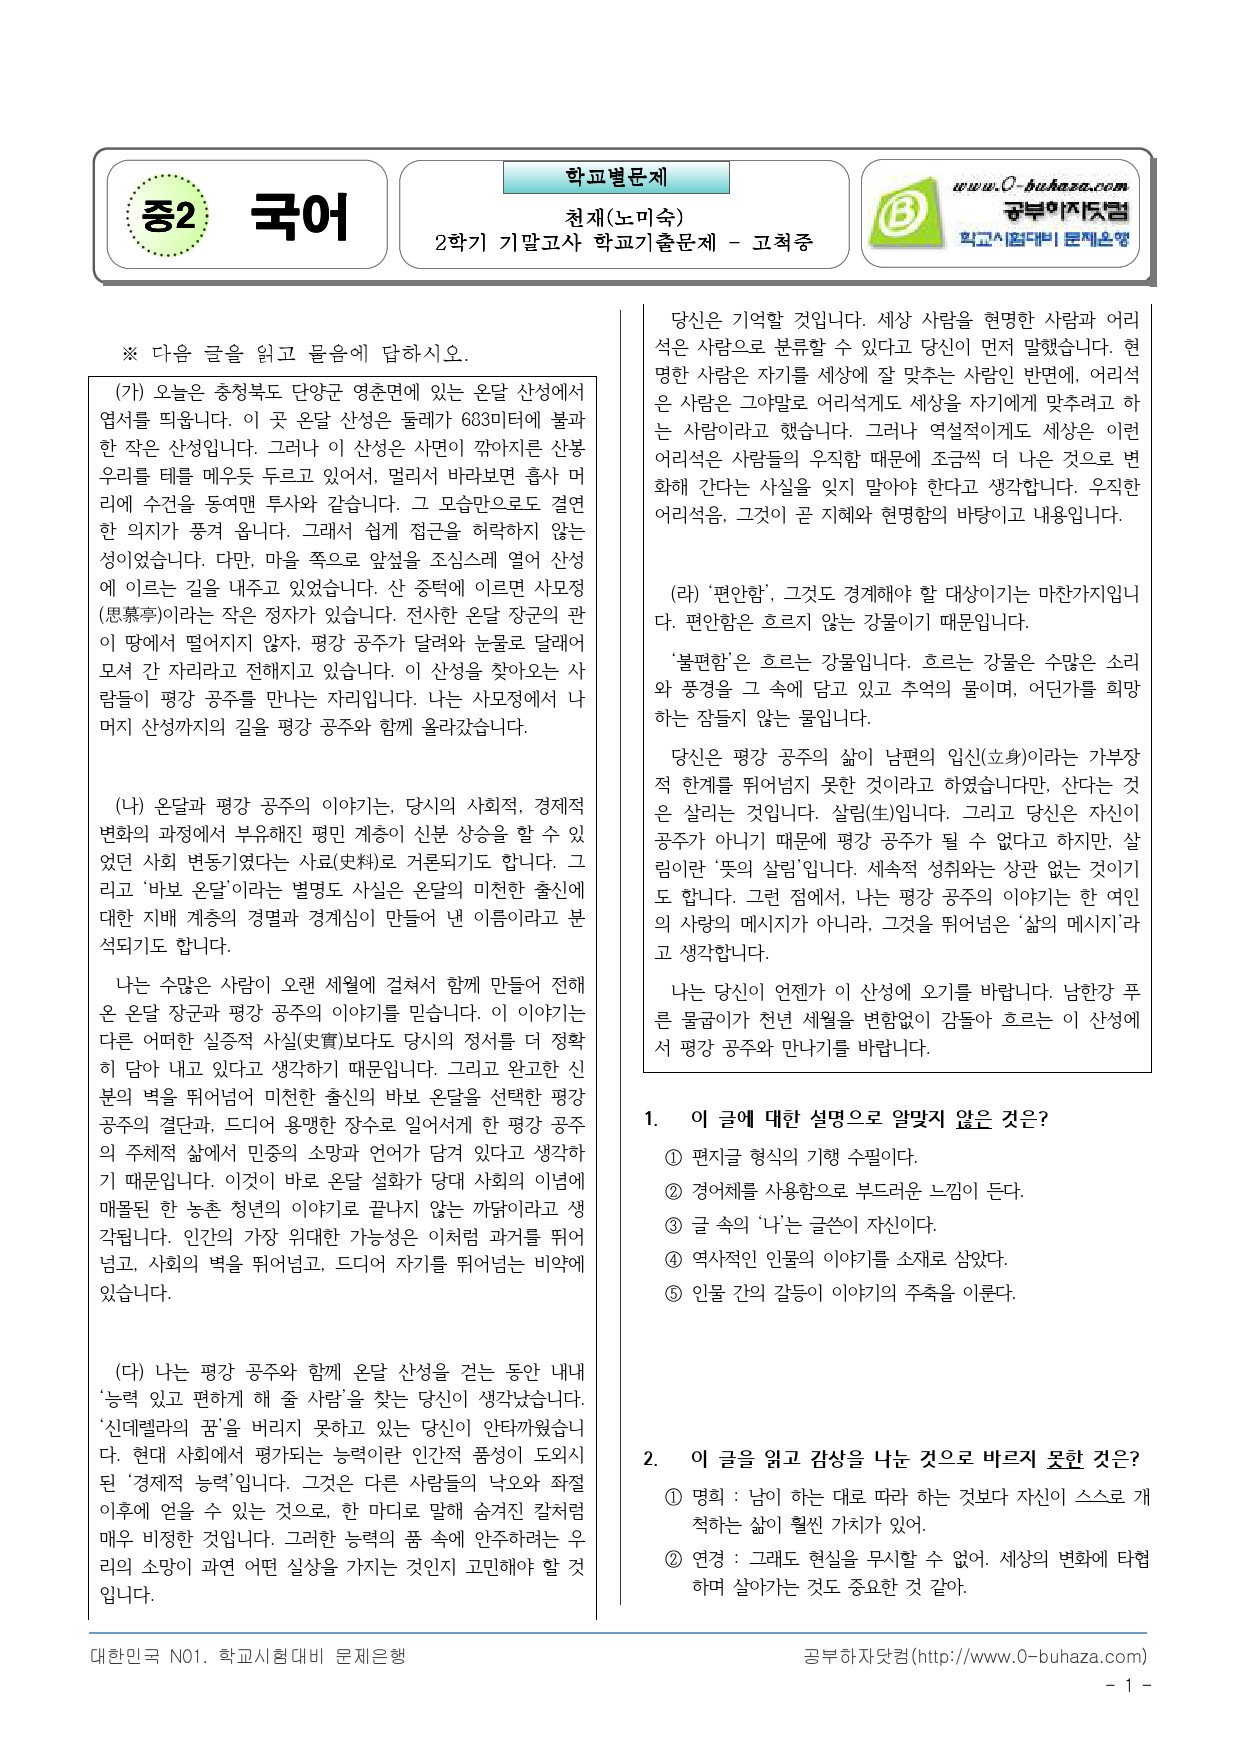 중2 국어
학교별문제
천재(노미숙)
2학기 기말고사 학교기출문제 - 고척중
www.0-buhaza.com
공부하자닷컴
학교시험대비 문제은행
※ 다음 글을 읽고 물음에 답하시오.
(가) 오늘은 충청북도 단양군 영춘면에 있는 온달 산성에서
엽서를 띄웁니다. 이 곳 온달 산성은 둘레가 683미터에 불과
한 작은 산성입니다. 그러나 이 산성은 사면이 깎아지른 산봉
우리를 테를 메우듯 두르고 있어서, 멀리서 바라보면 흡사 머
리에 수건을 동여맨 투사와 같습니다. 그 모습만으로도 결연
한 의지가 풍겨 옵니다. 그래서 쉽게 접근을 허락하지 않는
성이었습니다. 다만, 마을 쪽으로 앞섶을 조심스레 열어 산성
에 이르는 길을 내주고 있었습니다. 산 중턱에 이르면 사모정
(思慕亭)이라는 작은 정자가 있습니다. 전사한 온달 장군의 관
이 땅에서 떨어지지 않자, 평강 공주가 달려와 눈물로 달래어
모셔 간 자리라고 전해지고 있습니다. 이 산성을 찾아오는 사
람들이 평강 공주를 만나는 자리입니다. 나는 사모정에서 나
머지 산성까지의 길을 평강 공주와 함께 올라갔습니다.
(나) 온달과 평강 공주의 이야기는, 당시의 사회적, 경제적
변화의 과정에서 부유해진 평민 계층이 신분 상승을 할 수 있
었던 사회 변동기였다는 사료(史料)로 거론되기도 합니다. 그
리고 ‘바보 온달’이라는 별명도 사실은 온달의 미천한 출신에
대한 지배 계층의 경멸과 경계심이 만들어 낸 이름이라고 분
석되기도 합니다.
나는 수많은 사람이 오랜 세월에 걸쳐서 함께 만들어 전해
온 온달 장군과 평강 공주의 이야기를 믿습니다. 이 이야기는
다른 어떠한 실증적 사실(史實)보다도 당시의 정서를 더 정확
히 담아 내고 있다고 생각하기 때문입니다. 그리고 완고한 신
분의 벽을 뛰어넘어 미천한 출신의 바보 온달을 선택한 평강
공주의 결단과, 드디어 용맹한 장수로 일어서게 한 평강 공주
의 주체적 삶에서 민중의 소망과 언어가 담겨 있다고 생각하
기 때문입니다. 이것이 바로 온달 설화가 당대 사회의 이념에
매몰된 한 농촌 청년의 이야기로 끝나지 않는 까닭이라고 생
각됩니다. 인간의 가장 위대한 가능성은 이처럼 과거를 뛰어
넘고, 사회의 벽을 뛰어넘고, 드디어 자기를 뛰어넘는 비약에
있습니다.
(다) 나는 평강 공주와 함께 온달 산성을 걷는 동안 내내
‘능력 있고 편하게 해 줄 사람’을 찾는 당신이 생각났습니다.
‘신데렐라의 꿈’을 버리지 못하고 있는 당신이 안타까웠습니
다. 현대 사회에서 평가되는 능력이란 인간적 품성이 도외시
된 ‘경제적 능력’입니다. 그것은 다른 사람들의 낙오와 좌절
이후에 얻을 수 있는 것으로, 한 마디로 말해 숨겨진 칼처럼
매우 비정한 것입니다. 그러한 능력의 품 속에 안주하려는 우
리의 소망이 과연 어떤 실상을 가지는 것인지 고민해야 할 것
입니다.
당신은 기억할 것입니다. 세상 사람을 현명한 사람과 어리
석은 사람으로 분류할 수 있다고 당신이 먼저 말했습니다. 현
명한 사람은 자기를 세상에 잘 맞추는 사람인 반면에, 어리석
은 사람은 그야말로 어리석게도 세상을 자기에게 맞추려고 하
는 사람이라고 했습니다. 그러나 역설적이게도 세상은 이런
어리석은 사람들의 우직함 때문에 조금씩 더 나은 것으로 변
화해 간다는 사실을 잊지 말아야 한다고 생각합니다. 우직한
어리석음, 그것이 곧 지혜와 현명함의 바탕이고 내용입니다.
(라) ‘편안함’, 그것도 경계해야 할 대상이기는 마찬가지입니
다. 편안함은 흐르지 않는 강물이기 때문입니다.
‘불편함’은 흐르는 강물입니다. 흐르는 강물은 수많은 소리
와 풍경을 그 속에 담고 있고 추억의 물이며, 어딘가를 희망
하는 잠들지 않는 물입니다.
당신은 평강 공주의 삶이 남편의 입신(立身)이라는 가부장
적 한계를 뛰어넘지 못한 것이라고 하였습니다만, 산다는 것
은 살리는 것입니다. 살림(生)입니다. 그리고 당신은 자신이
공주가 아니기 때문에 평강 공주가 될 수 없다고 하지만, 살
림이란 ‘뜻의 살림’입니다. 세속적 성취와는 상관 없는 것이기
도 합니다. 그런 점에서, 나는 평강 공주의 이야기는 한 여인
의 사랑의 메시지가 아니라, 그것을 뛰어넘은 ‘삶의 메시지’라
고 생각합니다.
나는 당신이 언젠가 이 산성에 오기를 바랍니다. 남한강 푸
른 물굽이가 천년 세월을 변함없이 감돌아 흐르는 이 산성에
서 평강 공주와 만나기를 바랍니다.
1. 이 글에 대한 설명으로 알맞지 않은 것은?
① 편지글 형식의 기행 수필이다.
② 경어체를 사용함으로 부드러운 느낌이 든다.
③ 글 속의 ‘나’는 글쓴이 자신이다.
④ 역사적인 인물의 이야기를 소재로 삼았다.
⑤ 인물 간의 갈등이 이야기의 주축을 이룬다.
2. 이 글을 읽고 감상을 나눈 것으로 바르지 못한 것은?
① 명희 : 남이 하는 대로 따라 하는 것보다 자신이 스스로 개
척하는 삶이 훨씬 가치가 있어.
② 연경 : 그래도 현실을 무시할 수 없어. 세상의 변화에 타협
하며 살아가는 것도 중요한 것 같아.
대한민국 N01. 학교시험대비 문제은행
공부하자닷컴(http://www.0-buhaza.com)
- 1 -